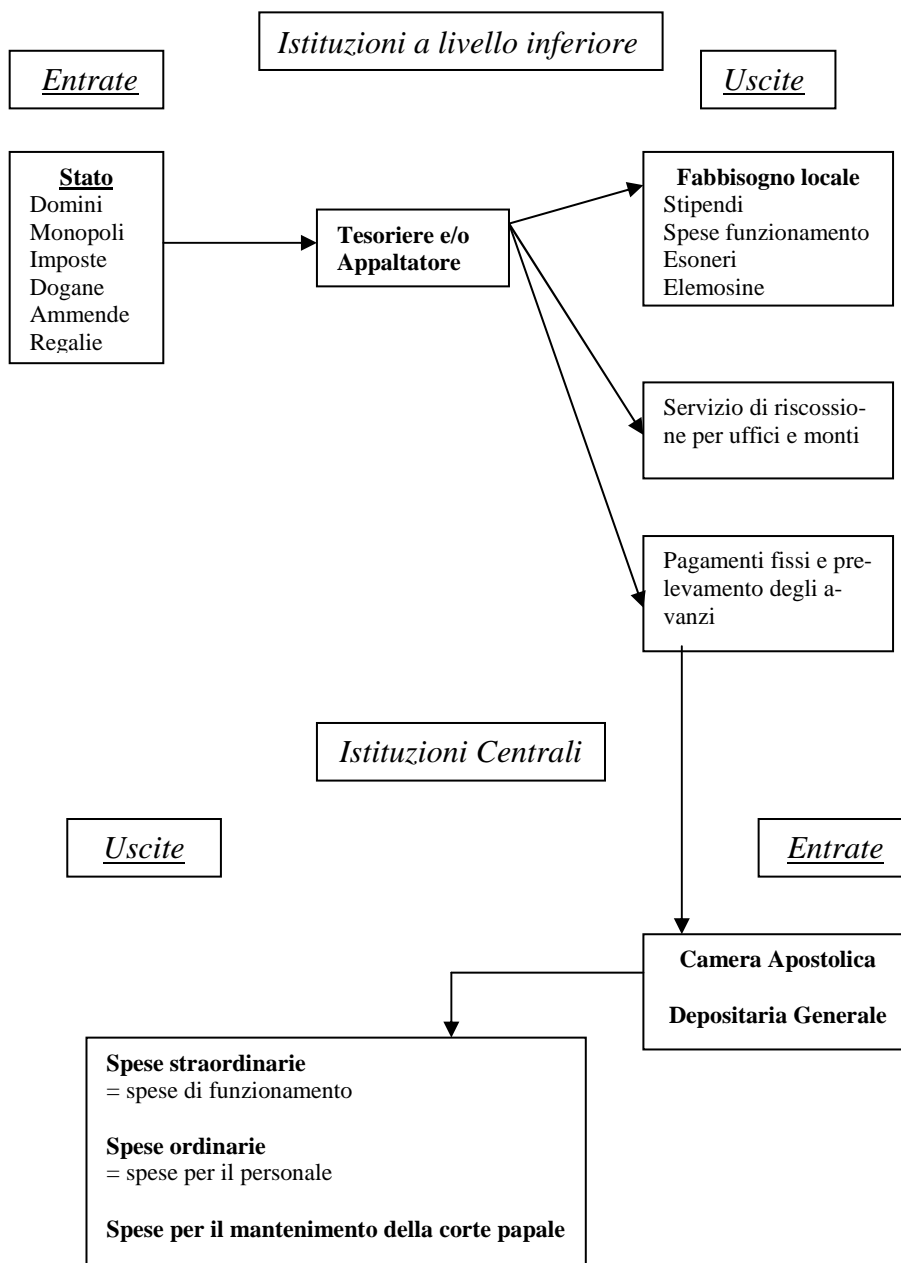 Istituzioni a livello inferiore
Entrate
Uscite
Stato
Domini
Monopoli
Imposte
Dogane
Ammende
Regalie
Tesoriere e/o
Appaltatore
Fabbisogno locale
Stipendi
Spese funzionamento
Esoneri
Elemosine
Servizio di riscossio-
ne per uffici e monti
Pagamenti fissi e pre-
levamento degli a-
vanzi
Istituzioni Centrali
Uscite
Entrate
Camera Apostolica
Depositaria Generale
Spese straordinarie
= spese di funzionamento
Spese ordinarie
= spese per il personale
Spese per il mantenimento della corte papale